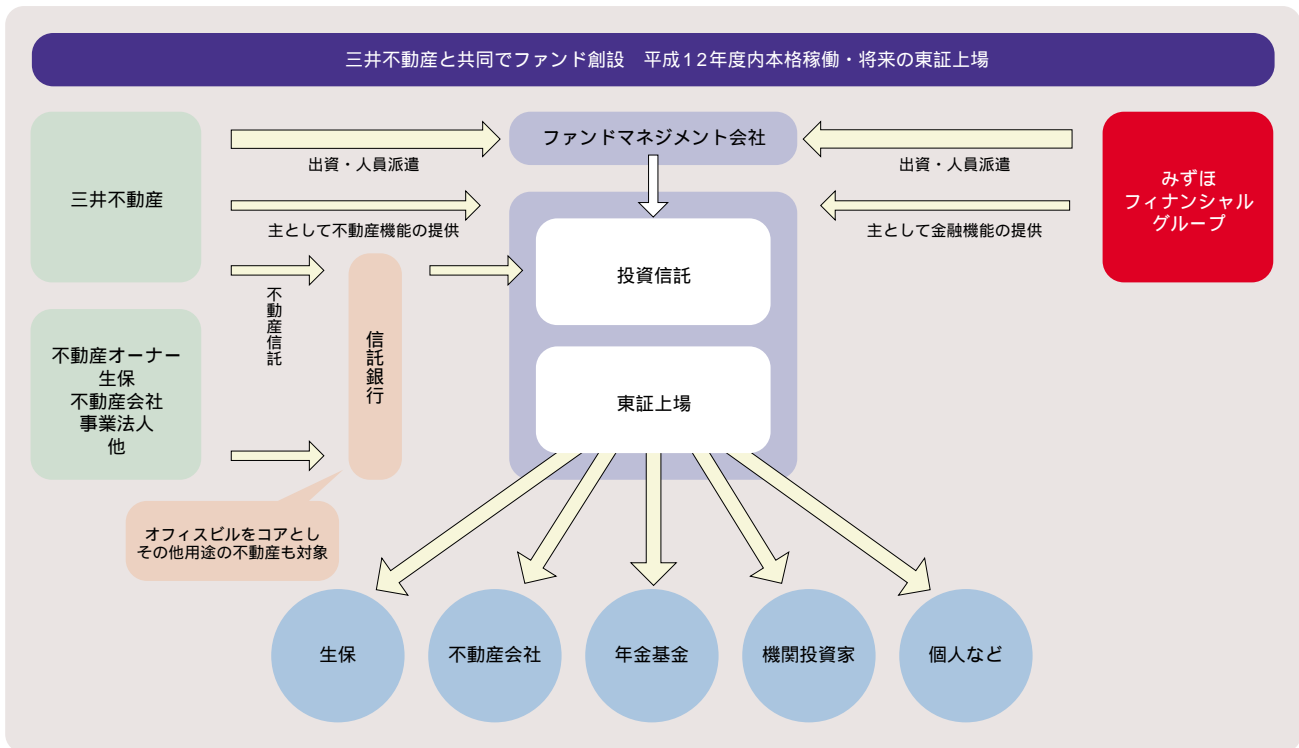 三井不動産と共同でファンド創設　平成12年度内本格稼働・将来の東証上場
三井不動産
ファンドマネジメント会社
出資・人員派遣
出資・人員派遣
みずほ
フィナンシャル
グループ
主として不動産機能の提供
主として金融機能の提供
投資信託
不動産信託
信託銀行
不動産オーナー
生保
不動産会社
事業法人
他
東証上場
オフィスビルをコアとし
その他用途の不動産も対象
生保
不動産会社
年金基金
機関投資家
個人など